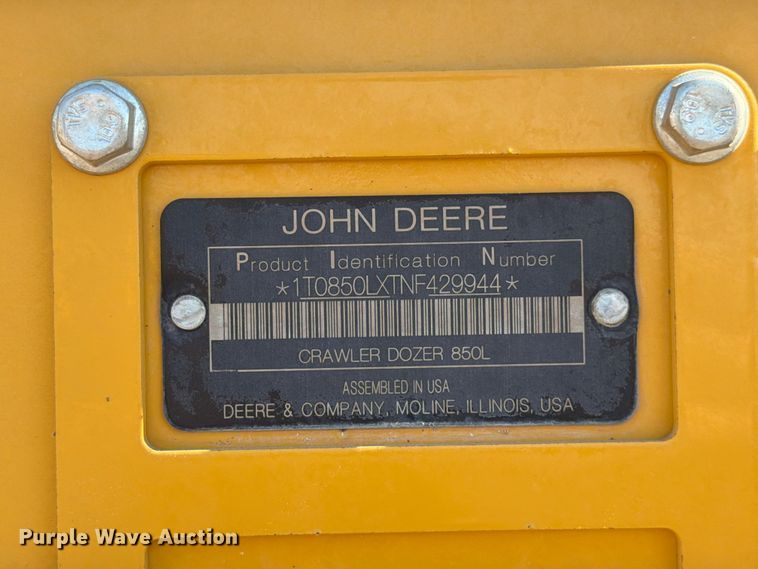 JOHN DEERE
Product Identification Number
*1T0850LXTNF429944*
CRAWLER DOZER 850L
ASSEMBLED IN USA
DEERE & COMPANY, MOLINE, ILLINOIS, USA
Purple Wave Auction